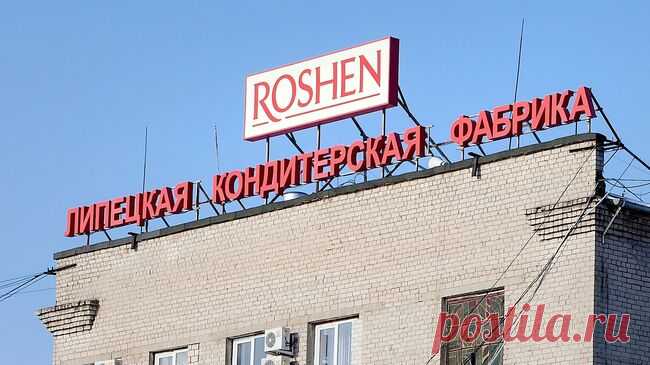 ROSHEN
ЛИПЕЦКАЯ КОНДИТЕРСКАЯ ФАБРИКА
postila.ru